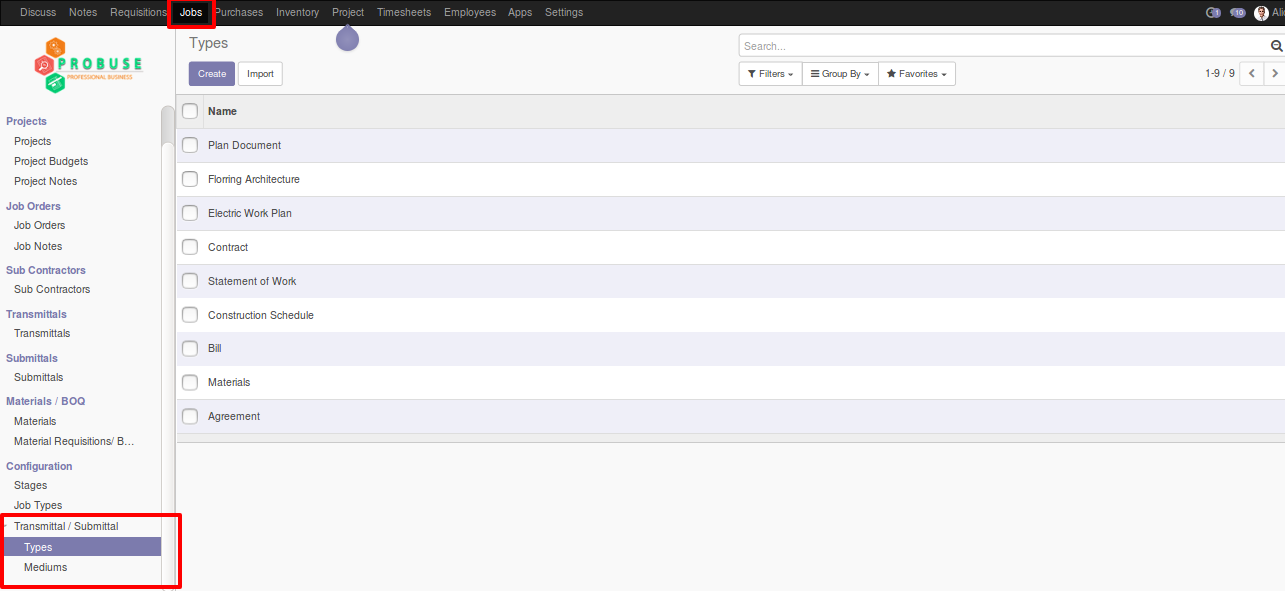 Discuss Notes Requisitions Jobs Purchases Inventory Project Timesheets Employees Apps Settings 1 10 Ali
PROBUSE
PROFESSIONAL BUSINESS
Types
Search...
Create Import
Filters Group By Favorites 1-9 / 9
Projects
Projects
Project Budgets
Project Notes
Job Orders
Job Orders
Job Notes
Sub Contractors
Sub Contractors
Transmittals
Transmittals
Submittals
Submittals
Materials / BOQ
Materials
Material Requisitions/ B...
Configuration
Stages
Job Types
Transmittal / Submittal
Types
Mediums
Name
Plan Document
Florring Architecture
Electric Work Plan
Contract
Statement of Work
Construction Schedule
Bill
Materials
Agreement